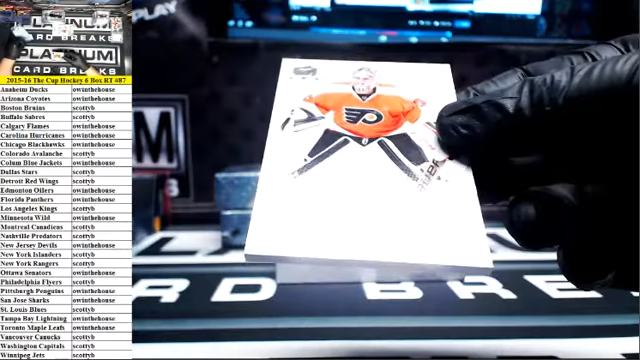 PLAY
PLATINUM
CARD BREAKS
2015-16 The Cup Hockey 6 Box RT #87
Anaheim Ducks owinthehouse
Arizona Coyotes owinthehouse
Boston Bruins scottyb
Buffalo Sabres scottyb
Calgary Flames owinthehouse
Carolina Hurricanes owinthehouse
Chicago Blackhawks owinthehouse
Colorado Avalanche scottyb
Colum Blue Jackets owinthehouse
Dallas Stars scottyb
Detroit Red Wings scottyb
Edmonton Oilers owinthehouse
Florida Panthers owinthehouse
Los Angeles Kings scottyb
Minnesota Wild owinthehouse
Montreal Canadiens scottyb
Nashville Predators scottyb
New Jersey Devils owinthehouse
New York Islanders scottyb
New York Rangers scottyb
Ottawa Senators owinthehouse
Philadelphia Flyers scottyb
Pittsburgh Penguins owinthehouse
San Jose Sharks owinthehouse
St. Louis Blues scottyb
Tampa Bay Lightning owinthehouse
Toronto Maple Leafs owinthehouse
Vancouver Canucks scottyb
Washington Capitals scottyb
Winnipeg Jets scottyb
CARD BREA